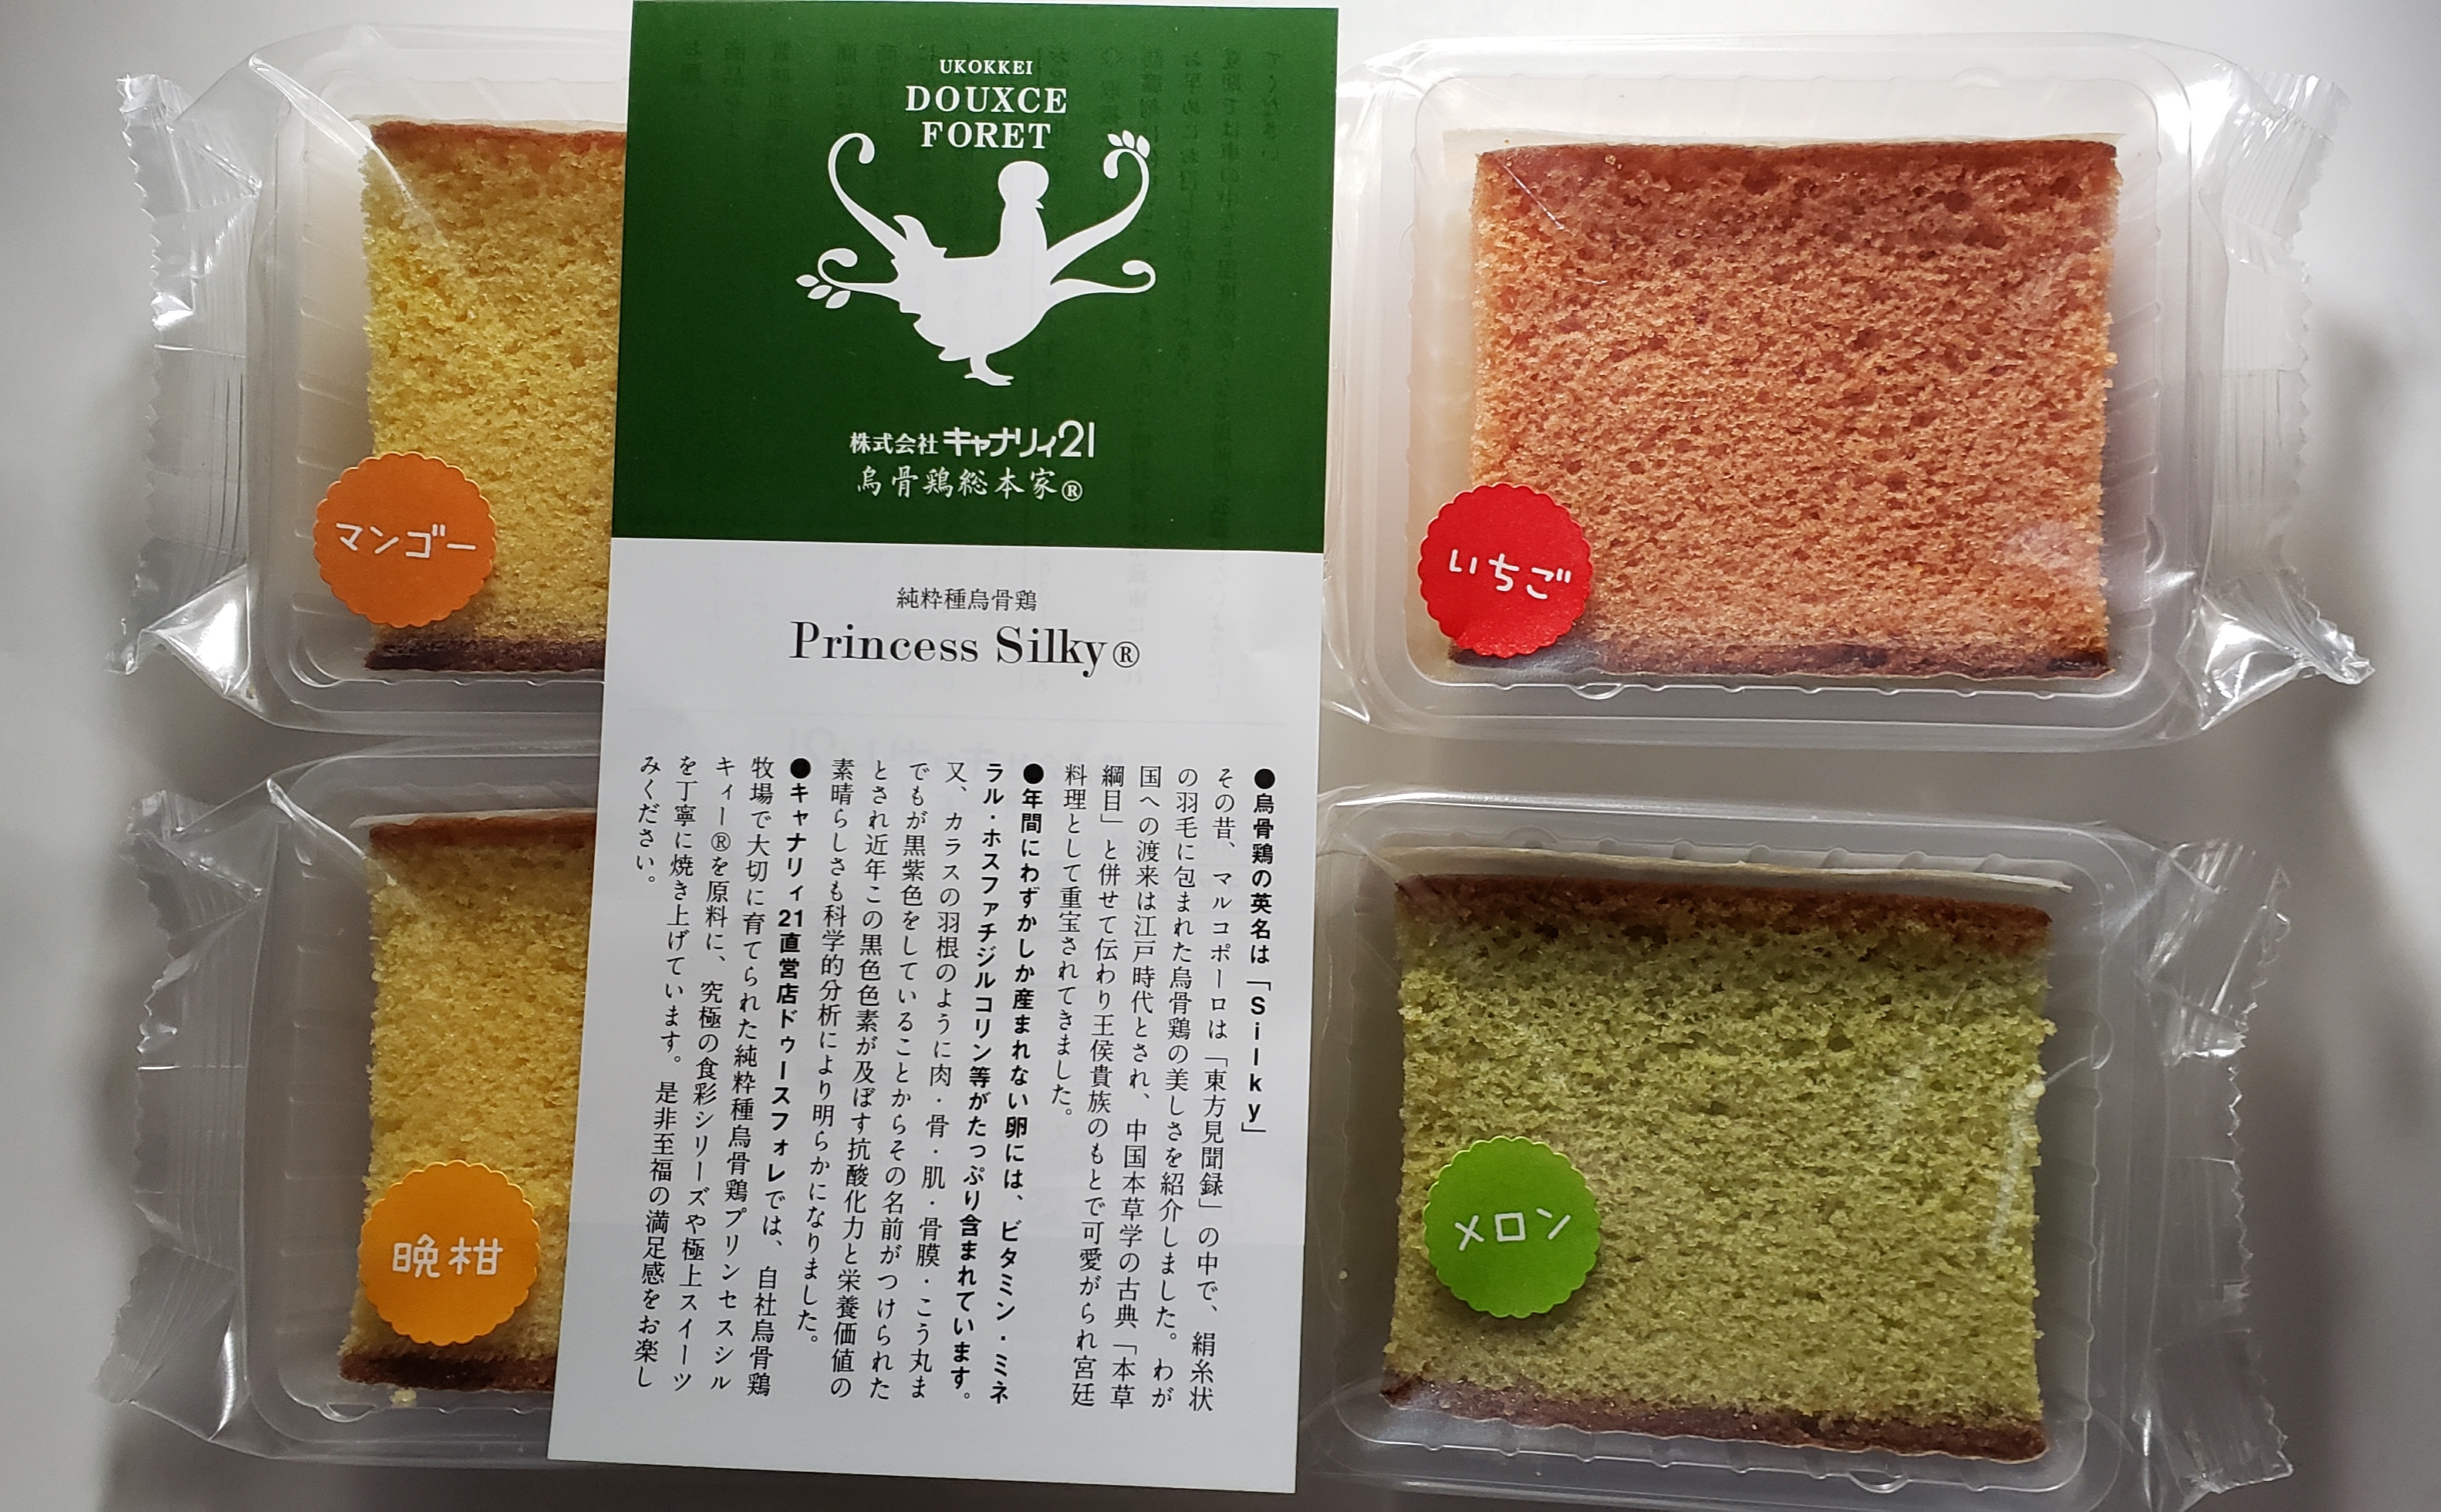 UKOKKEI
DOUXCE
FORET
株式会社キャナリィ21
烏骨鶏総本家®
純粋種烏骨鶏
Princess Silky®
●烏骨鶏の英名は「Silky」
その昔、マルコポーロは「東方見聞録」の中で、絹糸状
の羽毛に包まれた烏骨鶏の美しさを紹介しました。わが
国への渡来は江戸時代とされ、中国本草学の古典「本草
綱目」と併せて伝わり王侯貴族のもとで可愛がられ宮廷
料理として重宝されてきました。
●年間にわずかしか産まれない卵には、ビタミン・ミネ
ラル・ホスファチジルコリン等がたっぷり含まれています。
又、カラスの羽根のように肉・骨・肌・骨膜・こう丸ま
でもが黒紫色をしていることからその名前がつけられた
とされ近年この黒色色素が及ぼす抗酸化力と栄養価値の
素晴らしさも科学的分析により明らかになりました。
●キャナリィ21直営店ドゥースフォレでは、自社烏骨鶏
牧場で大切に育てられた純粋種烏骨鶏プリンセスシル
キィー®を原料に、究極の食彩シリーズや極上スイーツ
を丁寧に焼き上げています。是非至福の満足感をお楽し
みください。
マンゴー
いちご
晩柑
メロン